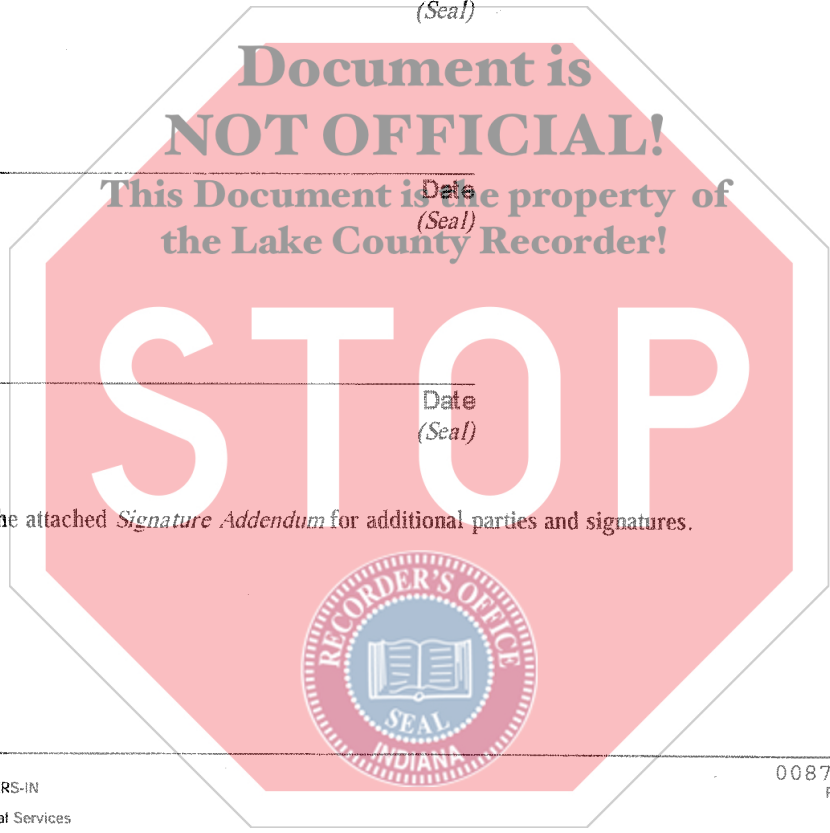 (Seal)
Document is
NOT OFFICIAL!
Date
This Document is the property of
(Seal)
the Lake County Recorder!
STOP
Date
(Seal)
he attached Signature Addendum for additional parties and signatures.
RECORDER'S OFFICE
SEAL
INDIANA
0087
RS-IN
al Services